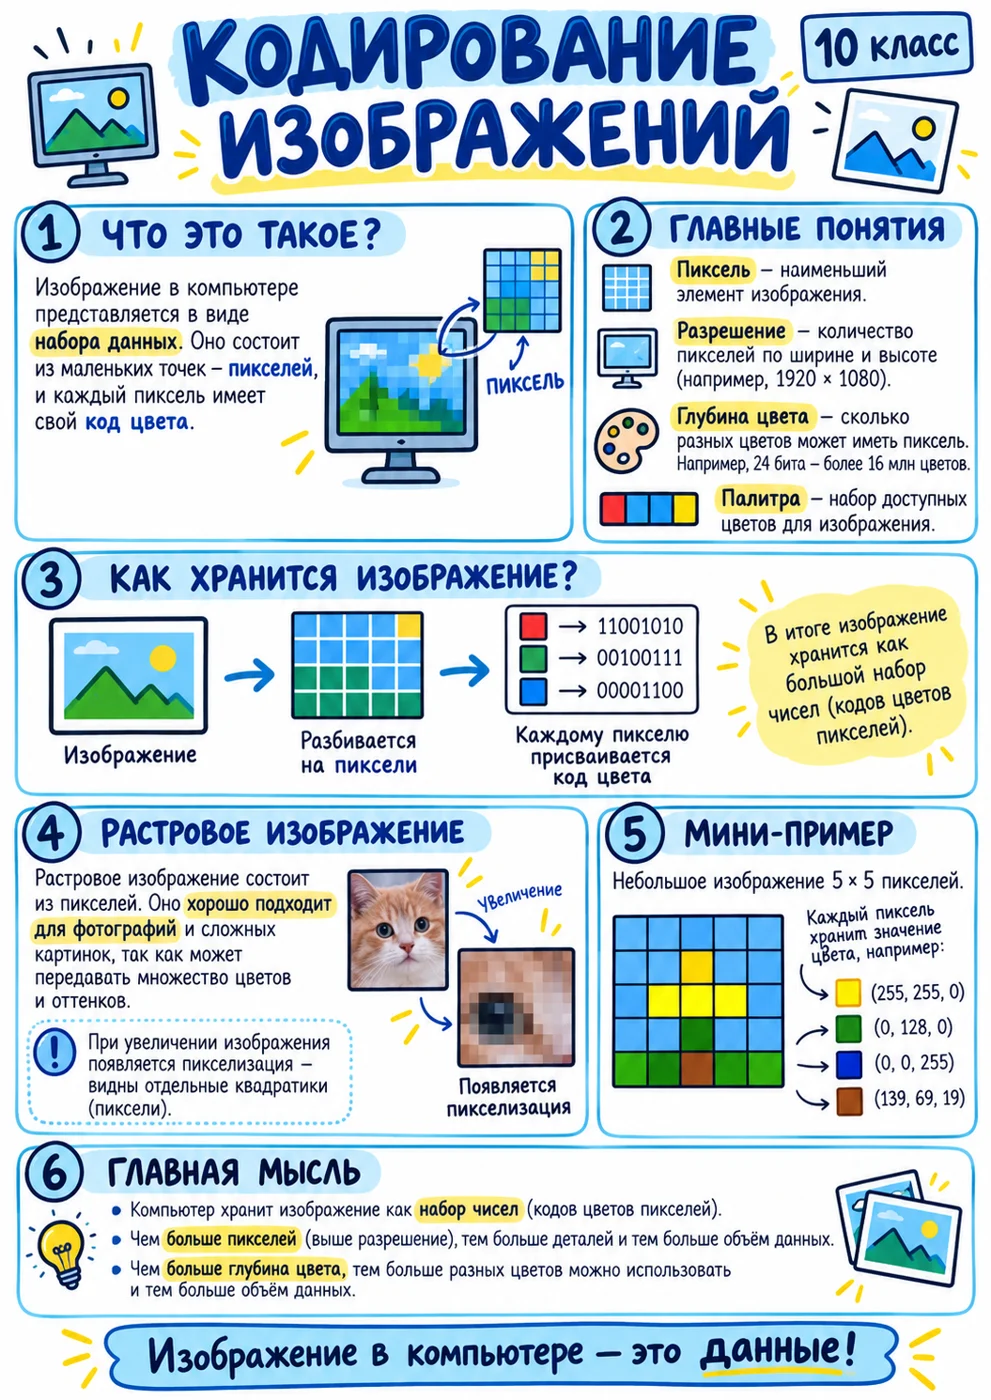 КОДИРОВАНИЕ
ИЗОБРАЖЕНИЙ
10 класс
1 ЧТО ЭТО ТАКОЕ?
Изображение в компьютере
представляется в виде
набора данных. Оно состоит
из маленьких точек – пикселей,
и каждый пиксель имеет
свой код цвета.
ПИКСЕЛЬ
2 ГЛАВНЫЕ ПОНЯТИЯ
Пиксель – наименьший
элемент изображения.
Разрешение – количество
пикселей по ширине и высоте
(например, 1920 × 1080).
Глубина цвета – сколько
разных цветов может иметь пиксель.
Например, 24 бита – более 16 млн цветов.
Палитра – набор доступных
цветов для изображения.
3 КАК ХРАНИТСЯ ИЗОБРАЖЕНИЕ?
Изображение
Разбивается
на пиксели
→ 11001010
→ 00100111
→ 00001100
Каждому пикселю
присваивается
код цвета
В итоге изображение
хранится как
большой набор
чисел (кодов цветов
пикселей).
4 РАСТРОВОЕ ИЗОБРАЖЕНИЕ
Растровое изображение состоит
из пикселей. Оно хорошо подходит
для фотографий и сложных
картинок, так как может
передавать множество цветов
и оттенков.
! При увеличении изображения
появляется пикселизация –
видны отдельные квадратики
(пиксели).
Увеличение
Появляется
пикселизация
5 МИНИ-ПРИМЕР
Небольшое изображение 5 × 5 пикселей.
Каждый пиксель
хранит значение
цвета, например:
(255, 255, 0)
(0, 128, 0)
(0, 0, 255)
(139, 69, 19)
6 ГЛАВНАЯ МЫСЛЬ
• Компьютер хранит изображение как набор чисел (кодов цветов пикселей).
• Чем больше пикселей (выше разрешение), тем больше деталей и тем больше объём данных.
• Чем больше глубина цвета, тем больше разных цветов можно использовать
и тем больше объём данных.
Изображение в компьютере – это данные!